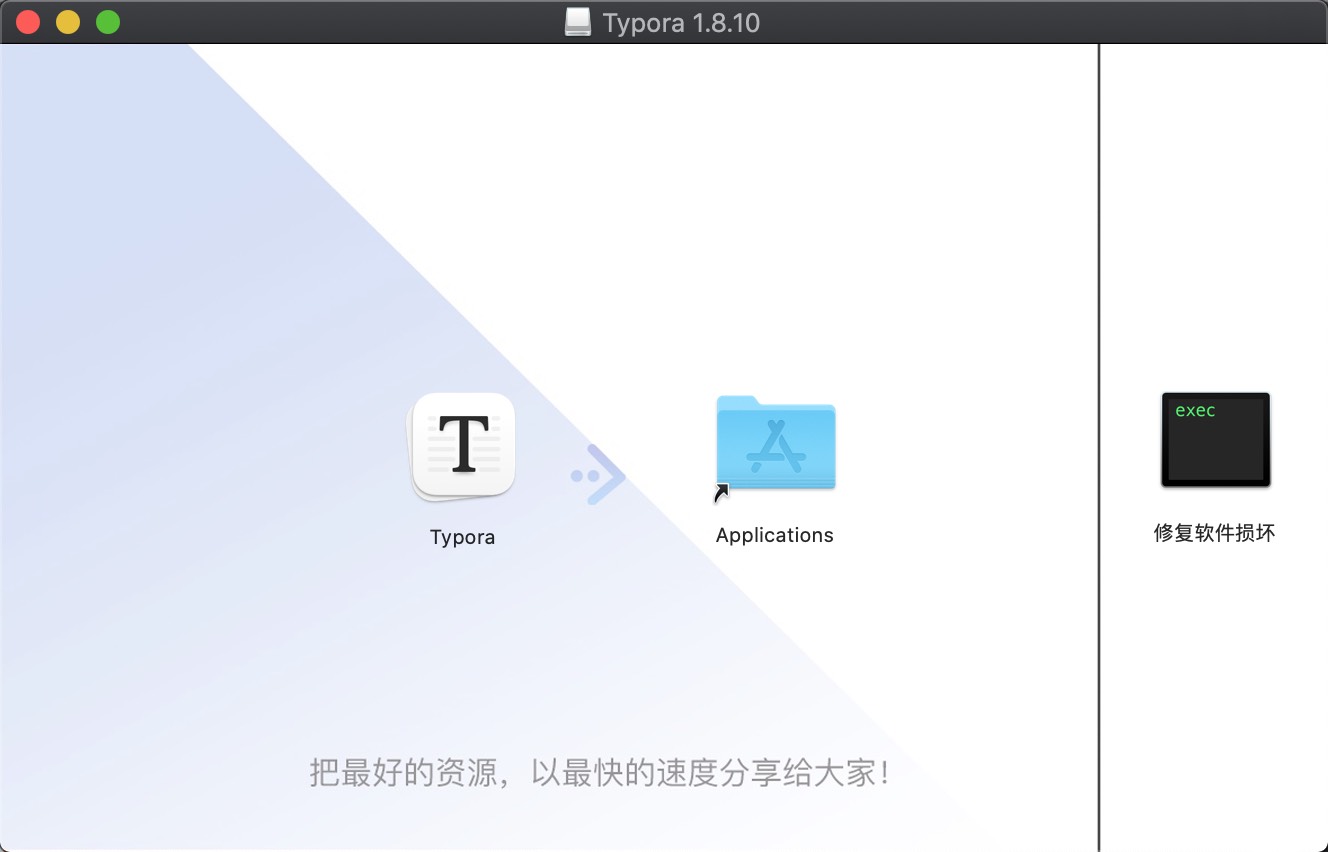 Typora 1.8.10
T
exec
Typora
Applications
修复软件损坏
把最好的资源，以最快的速度分享给大家！